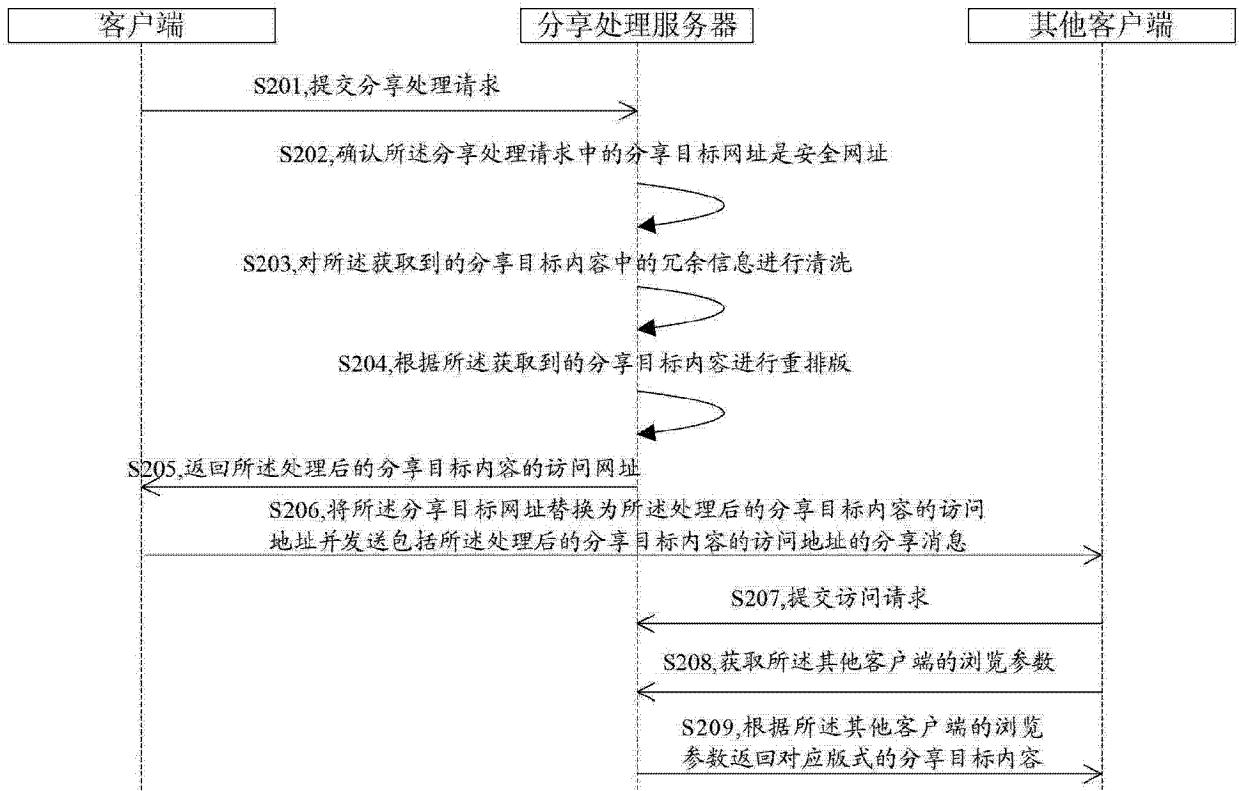 客户端
分享处理服务器
其他客户端
S201,提交分享处理请求
S202,确认所述分享处理请求中的分享目标网址是安全网址
S203,对所述获取到的分享目标内容中的冗余信息进行清洗
S204,根据所述获取到的分享目标内容进行重排版
S205,返回所述处理后的分享目标内容的访问网址
S206,将所述分享目标网址替换为所述处理后的分享目标内容的访问
地址并发送包括所述处理后的分享目标内容的访问地址的分享消息
S207,提交访问请求
S208,获取所述其他客户端的浏览参数
S209,根据所述其他客户端的浏览
参数返回对应版式的分享目标内容